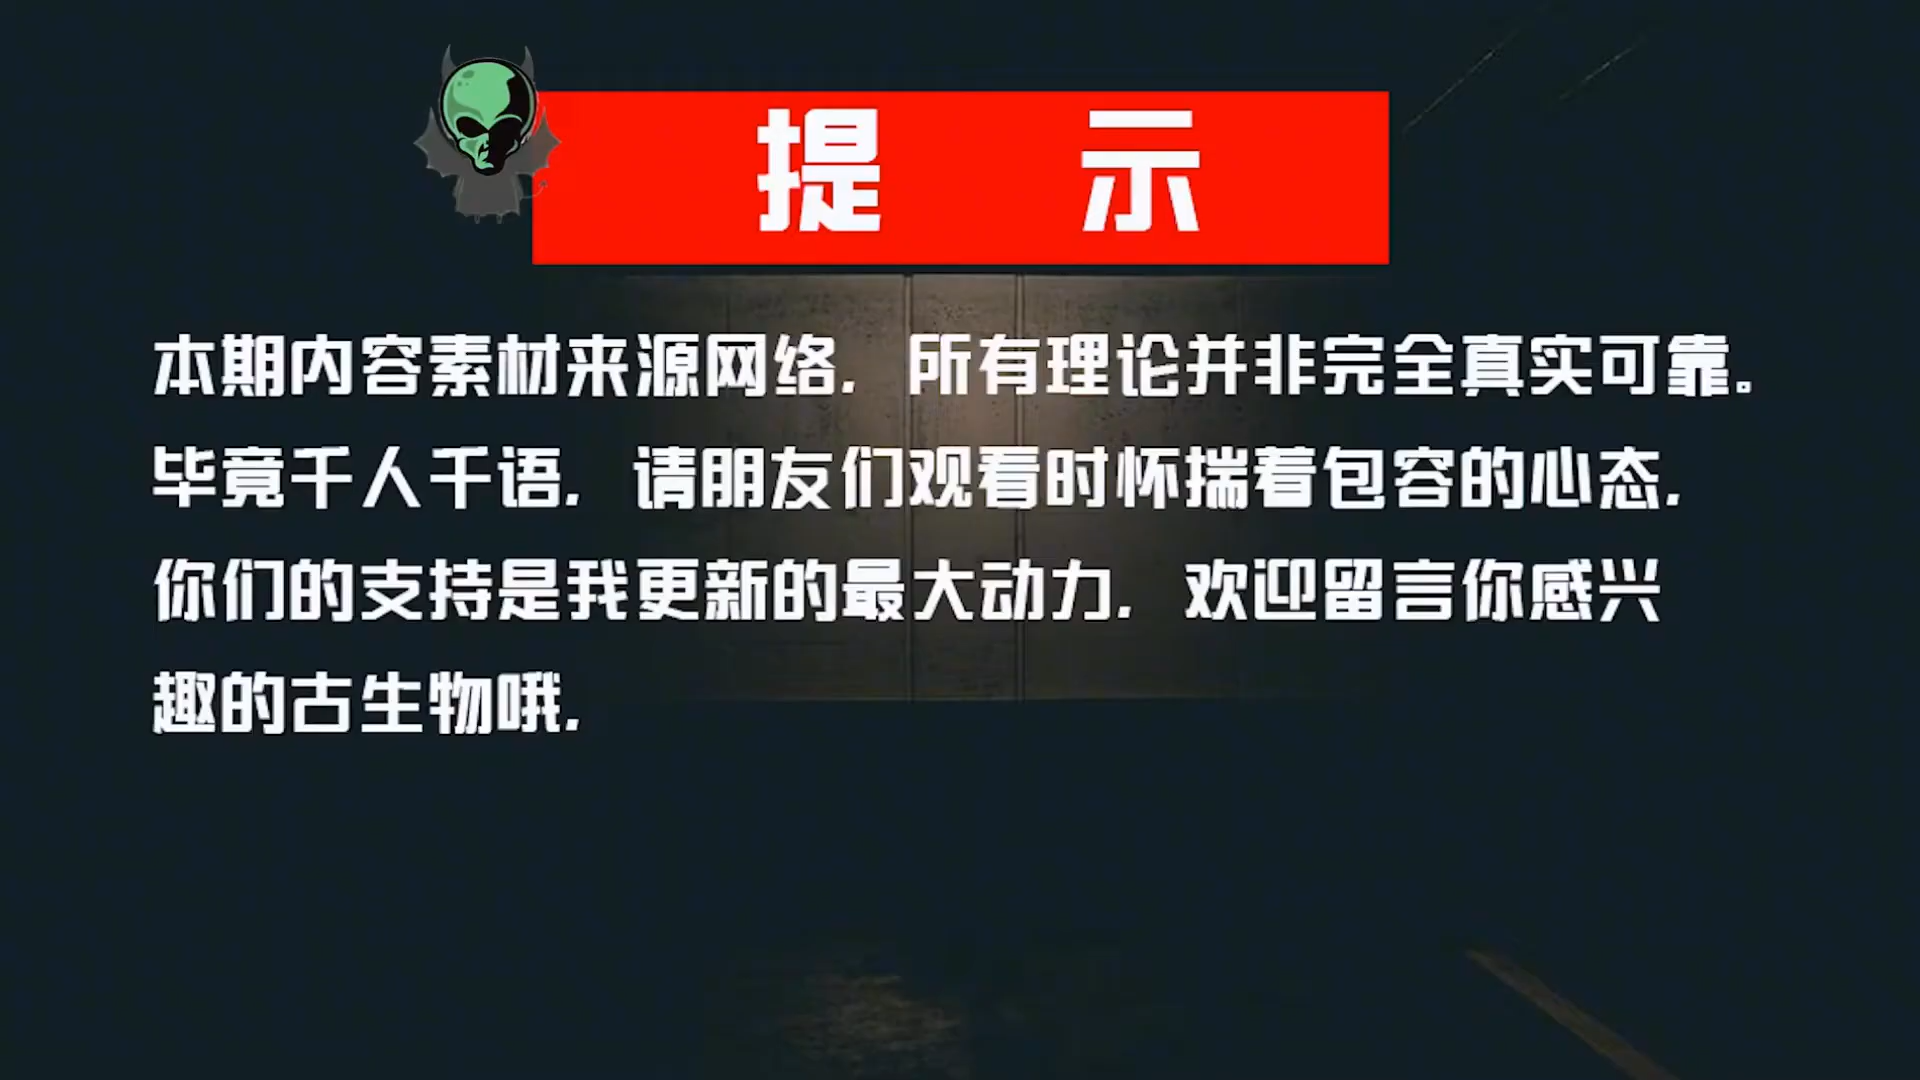 提 示
本期内容素材来源网络，所有理论并非完全真实可靠。
毕竟千人千语，请朋友们观看时怀揣着包容的心态，
你们的支持是我更新的最大动力，欢迎留言你感兴
趣的古生物哦，